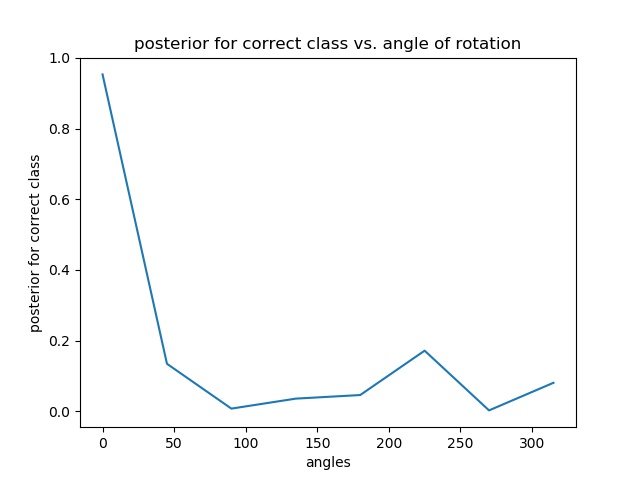 posterior for correct class vs. angle of rotation
1.0
0.8
0.6
0.4
0.2
0.0
posterior for correct class
0 50 100 150 200 250 300
angles